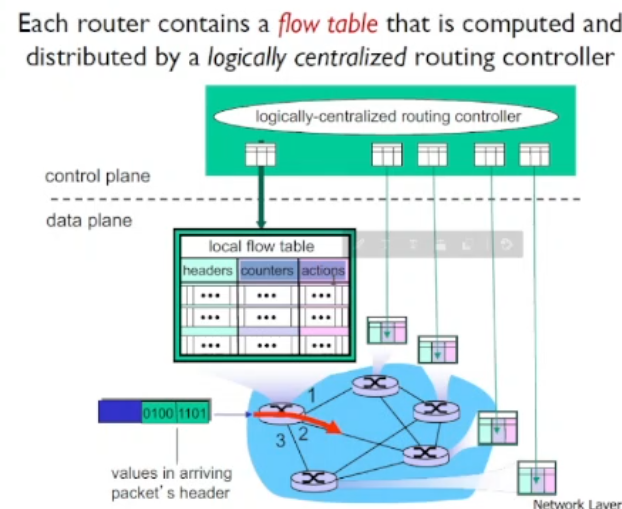 Each router contains a flow table that is computed and
distributed by a logically centralized routing controller
logically-centralized routing controller
control plane
data plane
local flow table
headers counters actions
1
3 2
0100 1101
values in arriving
packet's header
Network Layer